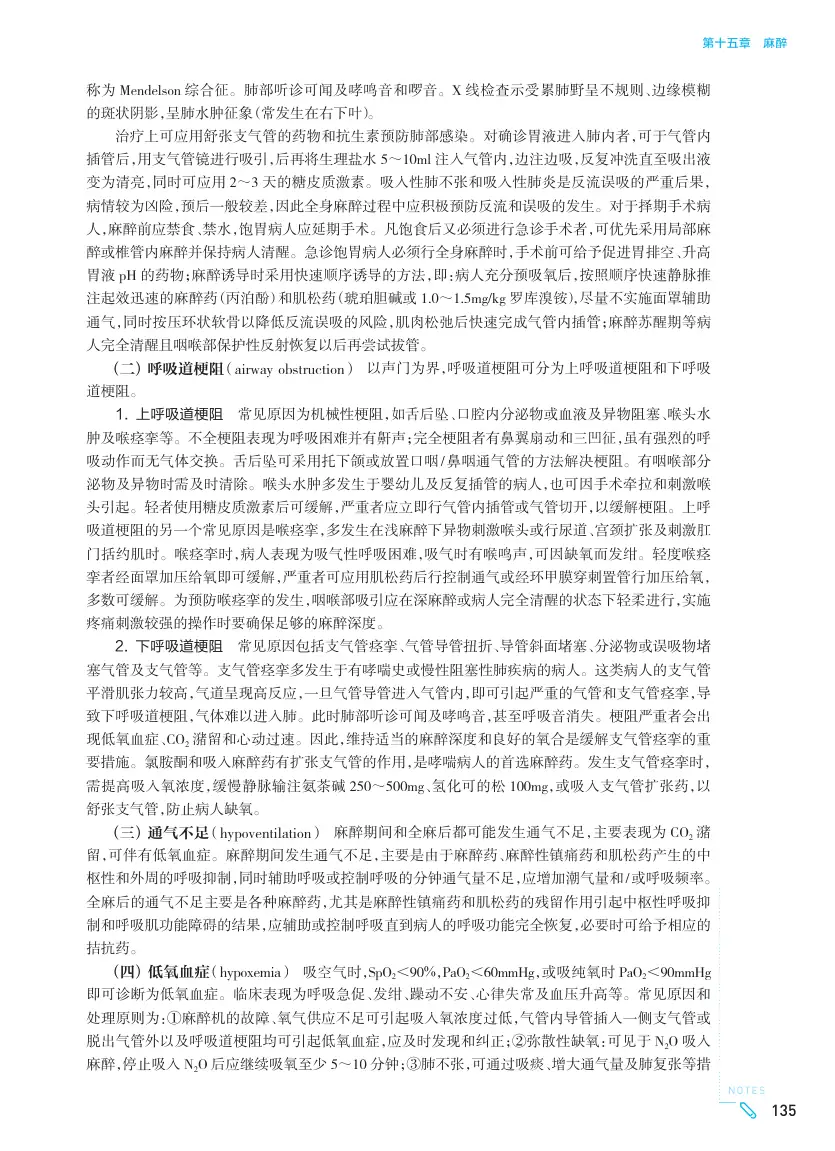 第十五章 麻醉
称为 Mendelson 综合征。肺部听诊可闻及哮鸣音和啰音。X 线检查示受累肺野呈不规则、边缘模糊
的斑状阴影,呈肺水肿征象(常发生在右下叶)。
治疗上可应用舒张支气管的药物和抗生素预防肺部感染。对确诊胃液进入肺内者,可于气管内
插管后,用支气管镜进行吸引,后再将生理盐水 5～10ml 注入气管内,边注边吸,反复冲洗直至吸出液
变为清亮,同时可应用 2～3 天的糖皮质激素。吸入性肺不张和吸入性肺炎是反流误吸的严重后果,
病情较为凶险,预后一般较差,因此全身麻醉过程中应积极预防反流和误吸的发生。对于择期手术病
人,麻醉前应禁食、禁水,饱胃病人应延期手术。凡饱食后又必须进行急诊手术者,可优先采用局部麻
醉或椎管内麻醉并保持病人清醒。急诊饱胃病人必须行全身麻醉时,手术前可给予促进胃排空、升高
胃液 pH 的药物;麻醉诱导时采用快速顺序诱导的方法,即:病人充分预吸氧后,按照顺序快速静脉推
注起效迅速的麻醉药(丙泊酚)和肌松药(琥珀胆碱或 1.0～1.5mg/kg 罗库溴铵),尽量不实施面罩辅助
通气,同时按压环状软骨以降低反流误吸的风险,肌肉松弛后快速完成气管内插管;麻醉苏醒期等病
人完全清醒且咽喉部保护性反射恢复以后再尝试拔管。
(二) 呼吸道梗阻(airway obstruction) 以声门为界,呼吸道梗阻可分为上呼吸道梗阻和下呼吸
道梗阻。
1. 上呼吸道梗阻 常见原因为机械性梗阻,如舌后坠、口腔内分泌物或血液及异物阻塞、喉头水
肿及喉痉挛等。不全梗阻表现为呼吸困难并有鼾声;完全梗阻者有鼻翼扇动和三凹征,虽有强烈的呼
吸动作而无气体交换。舌后坠可采用托下颌或放置口咽/鼻咽通气管的方法解决梗阻。有咽喉部分
泌物及异物时需及时清除。喉头水肿多发生于婴幼儿及反复插管的病人,也可因手术牵拉和刺激喉
头引起。轻者使用糖皮质激素后可缓解,严重者应立即行气管内插管或气管切开,以缓解梗阻。上呼
吸道梗阻的另一个常见原因是喉痉挛,多发生在浅麻醉下异物刺激喉头或行尿道、宫颈扩张及刺激肛
门括约肌时。喉痉挛时,病人表现为吸气性呼吸困难,吸气时有喉鸣声,可因缺氧而发绀。轻度喉痉
挛者经面罩加压给氧即可缓解,严重者可应用肌松药后行控制通气或经环甲膜穿刺置管行加压给氧,
多数可缓解。为预防喉痉挛的发生,咽喉部吸引应在深麻醉或病人完全清醒的状态下轻柔进行,实施
疼痛刺激较强的操作时要确保足够的麻醉深度。
2. 下呼吸道梗阻 常见原因包括支气管痉挛、气管导管扭折、导管斜面堵塞、分泌物或误吸物堵
塞气管及支气管等。支气管痉挛多发生于有哮喘史或慢性阻塞性肺疾病的病人。这类病人的支气管
平滑肌张力较高,气道呈现高反应,一旦气管导管进入气管内,即可引起严重的气管和支气管痉挛,导
致下呼吸道梗阻,气体难以进入肺。此时肺部听诊可闻及哮鸣音,甚至呼吸音消失。梗阻严重者会出
现低氧血症、CO₂ 潴留和心动过速。因此,维持适当的麻醉深度和良好的氧合是缓解支气管痉挛的重
要措施。氯胺酮和吸入麻醉药有扩张支气管的作用,是哮喘病人的首选麻醉药。发生支气管痉挛时,
需提高吸入氧浓度,缓慢静脉输注氨茶碱 250～500mg、氢化可的松 100mg,或吸入支气管扩张药,以
舒张支气管,防止病人缺氧。
(三) 通气不足(hypoventilation) 麻醉期间和全麻后都可能发生通气不足,主要表现为 CO₂ 潴
留,可伴有低氧血症。麻醉期间发生通气不足,主要是由于麻醉药、麻醉性镇痛药和肌松药产生的中
枢性和外周的呼吸抑制,同时辅助呼吸或控制呼吸的分钟通气量不足,应增加潮气量和/或呼吸频率。
全麻后的通气不足主要是各种麻醉药,尤其是麻醉性镇痛药和肌松药的残留作用引起中枢性呼吸抑
制和呼吸肌功能障碍的结果,应辅助或控制呼吸直到病人的呼吸功能完全恢复,必要时可给予相应的
拮抗药。
(四) 低氧血症(hypoxemia) 吸空气时,SpO₂＜90%,PaO₂＜60mmHg,或吸纯氧时 PaO₂＜90mmHg
即可诊断为低氧血症。临床表现为呼吸急促、发绀、躁动不安、心律失常及血压升高等。常见原因和
处理原则为:①麻醉机的故障、氧气供应不足可引起吸入氧浓度过低,气管内导管插入一侧支气管或
脱出气管外以及呼吸道梗阻均可引起低氧血症,应及时发现和纠正;②弥散性缺氧:可见于 N₂O 吸入
麻醉,停止吸入 N₂O 后应继续吸氧至少 5～10 分钟;③肺不张,可通过吸痰、增大通气量及肺复张等措
NOTES
135